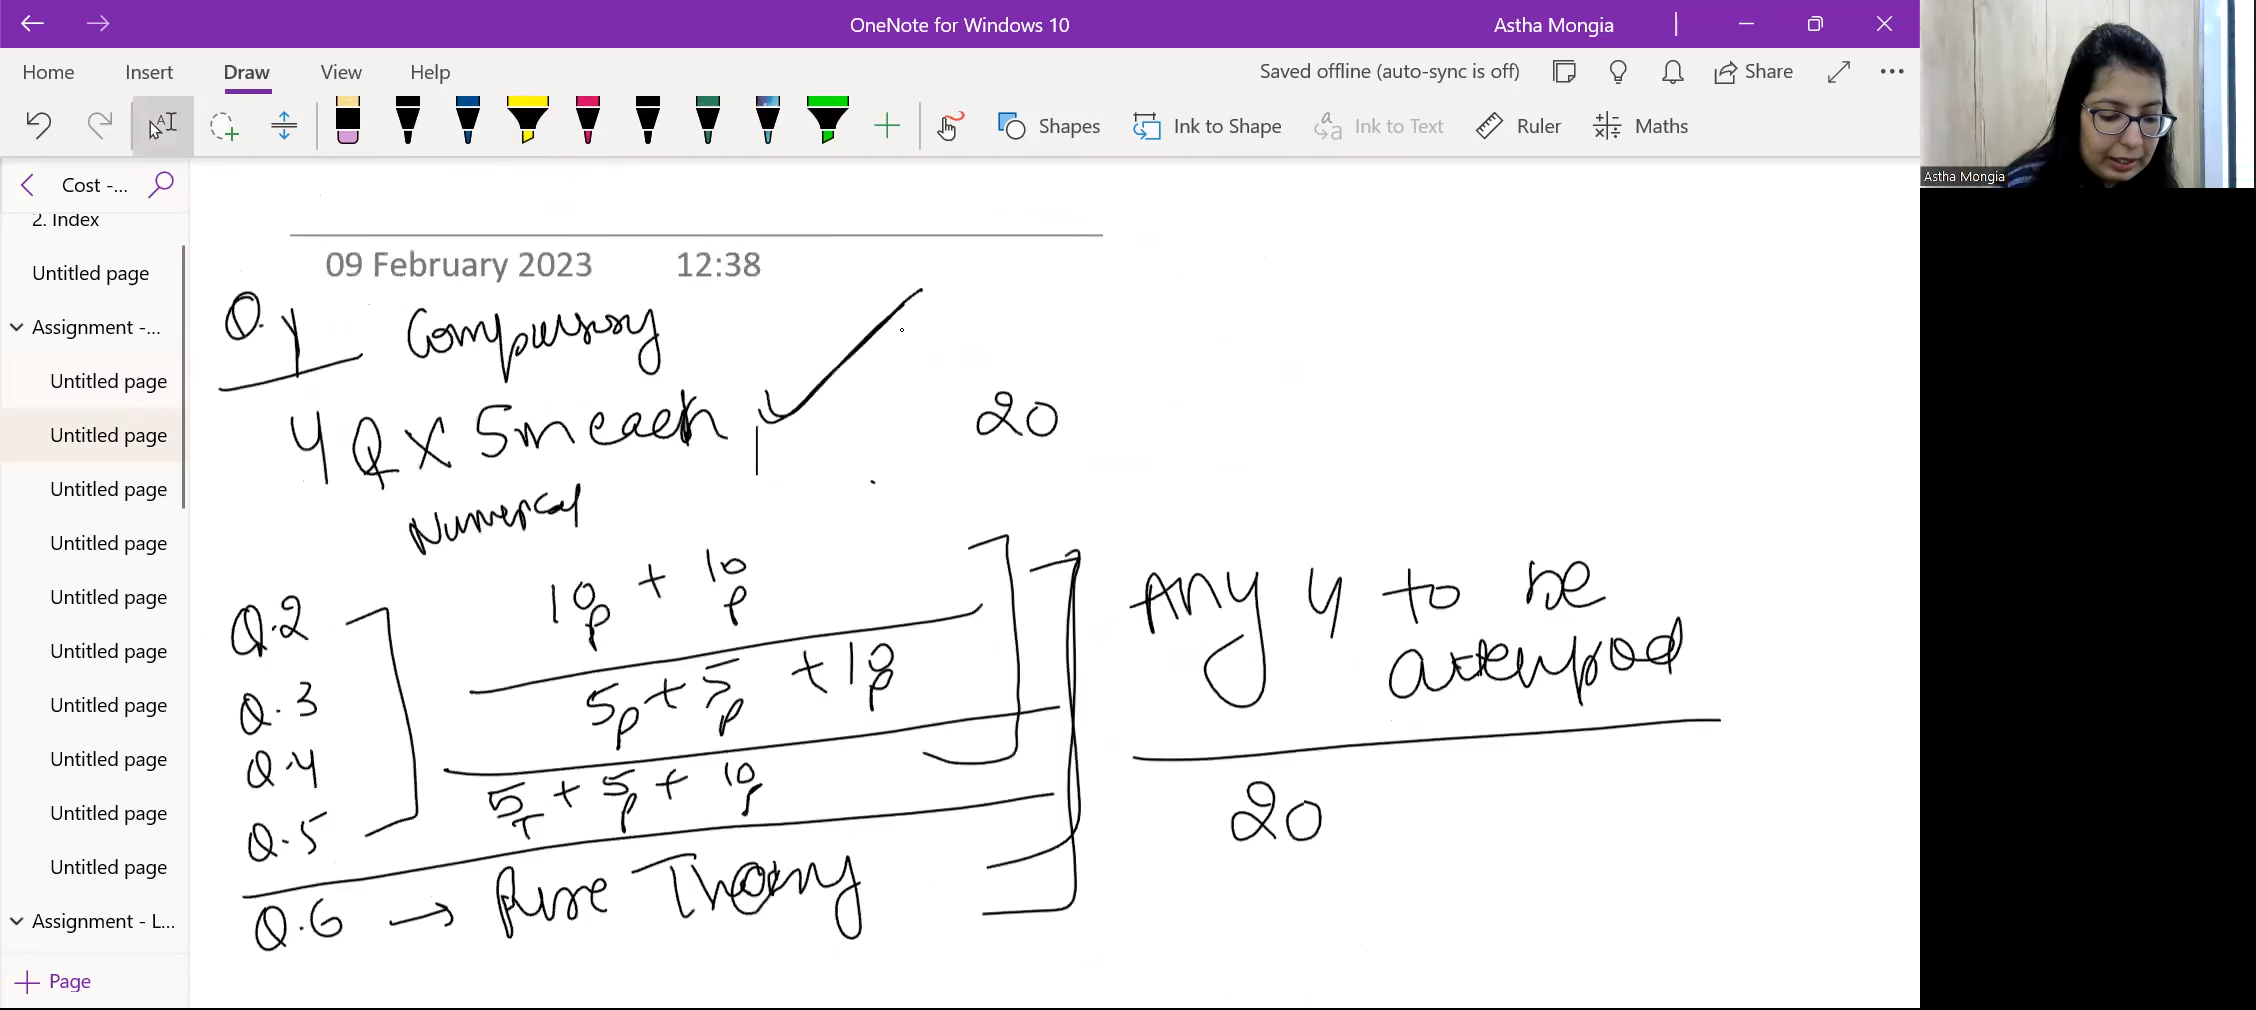 OneNote for Windows 10
Astha Mongia
Home Insert Draw View Help
Saved offline (auto-sync is off)
Share
Shapes
Ink to Shape
Ink to Text
Ruler
Maths
Astha Mongia
Cost -...
2. Index
Untitled page
Assignment -...
Untitled page
Untitled page
Untitled page
Untitled page
Untitled page
Untitled page
Untitled page
Untitled page
Untitled page
Untitled page
Assignment - L...
Page
09 February 2023 12:38
Q.1 Compulsory
4 Q X 5m each 20
Numerical
10p + 10p
5p + 5p + 10p
5T + 5p + 10p
Q.2
Q.3
Q.4
Q.5
Q.6 → Pure Theory
Any 4 to be
attempted
20